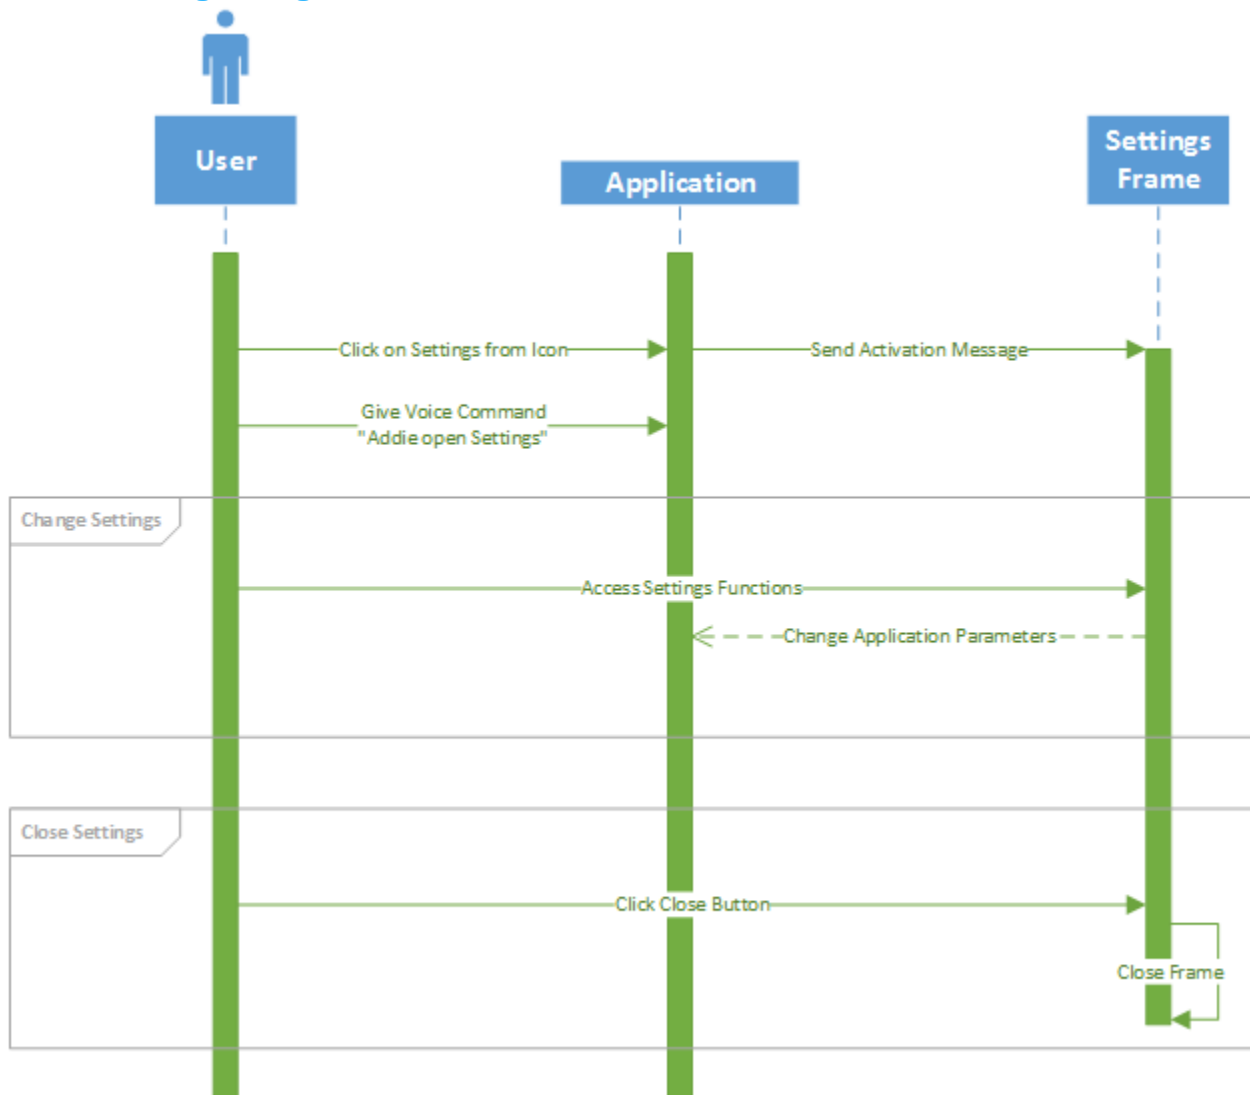 User
Application
Settings
Frame
Click on Settings from Icon
Send Activation Message
Give Voice Command
"Addie open Settings"
Change Settings
Access Settings Functions
Change Application Parameters
Close Settings
Click Close Button
Close Frame